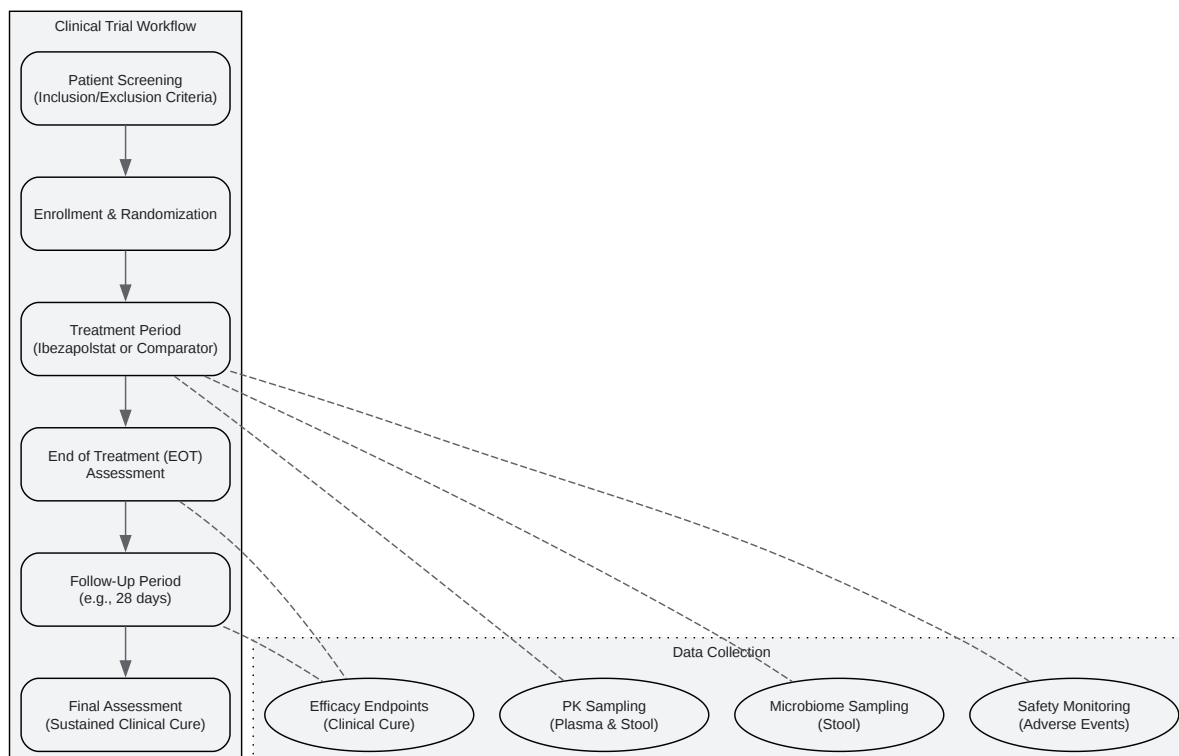 Clinical Trial Workflow
Patient Screening
(Inclusion/Exclusion Criteria)
Enrollment & Randomization
Treatment Period
(Ibezapolstat or Comparator)
End of Treatment (EOT)
Assessment
Follow-Up Period
(e.g., 28 days)
Final Assessment
(Sustained Clinical Cure)
Data Collection
Efficacy Endpoints
(Clinical Cure)
PK Sampling
(Plasma & Stool)
Microbiome Sampling
(Stool)
Safety Monitoring
(Adverse Events)